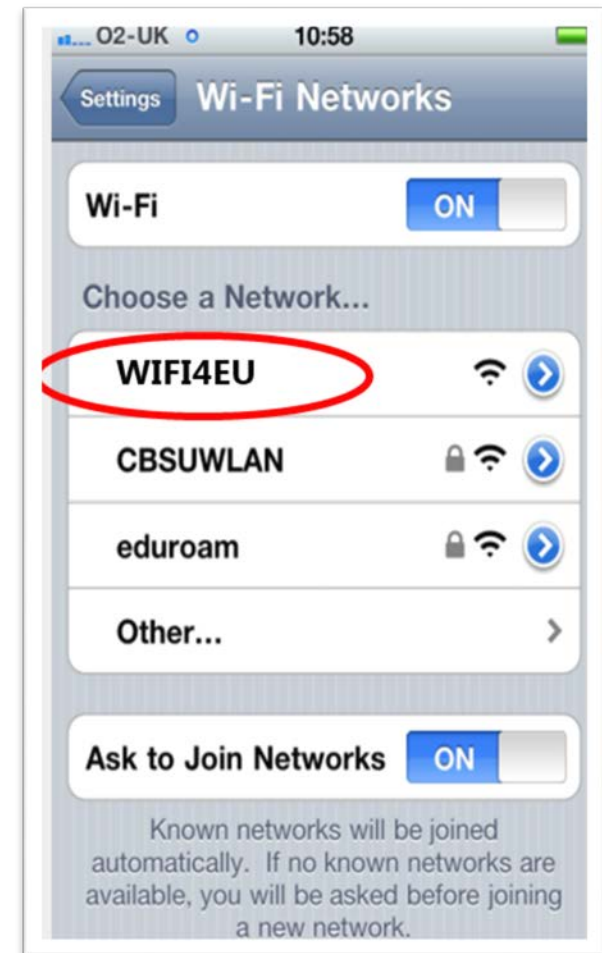 O2-UK 10:58
Settings Wi-Fi Networks
Wi-Fi ON
Choose a Network...
WIFI4EU
CBSUWLAN
eduroam
Other...
Ask to Join Networks ON
Known networks will be joined
automatically. If no known networks are
available, you will be asked before joining
a new network.